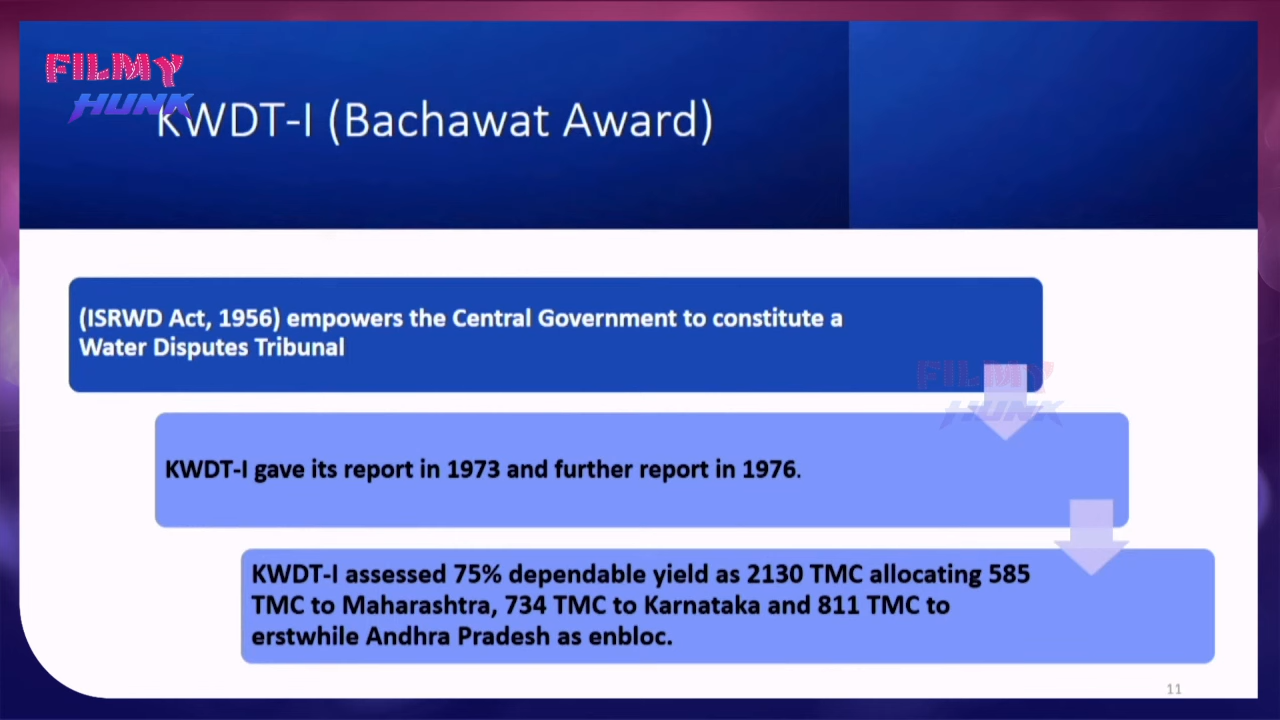 FILMY
HUNK
KWDT-I (Bachawat Award)
(ISRWD Act, 1956) empowers the Central Government to constitute a
Water Disputes Tribunal
FILMY
HUNK
KWDT-I gave its report in 1973 and further report in 1976.
KWDT-I assessed 75% dependable yield as 2130 TMC allocating 585
TMC to Maharashtra, 734 TMC to Karnataka and 811 TMC to
erstwhile Andhra Pradesh as enbloc.
11